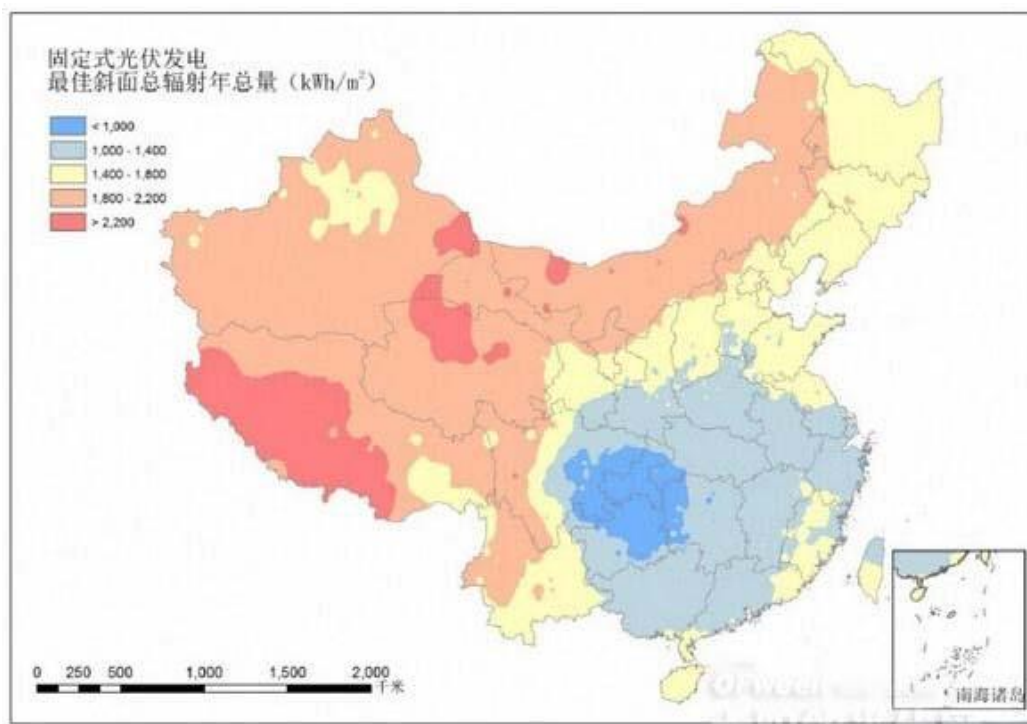 固定式光伏发电
最佳斜面总辐射年总量（kWh/m²）
< 1,000
1,000 - 1,400
1,400 - 1,800
1,800 - 2,200
> 2,200
0 250 500 1,000 1,500 2,000
千米
南海诸岛
OFweek